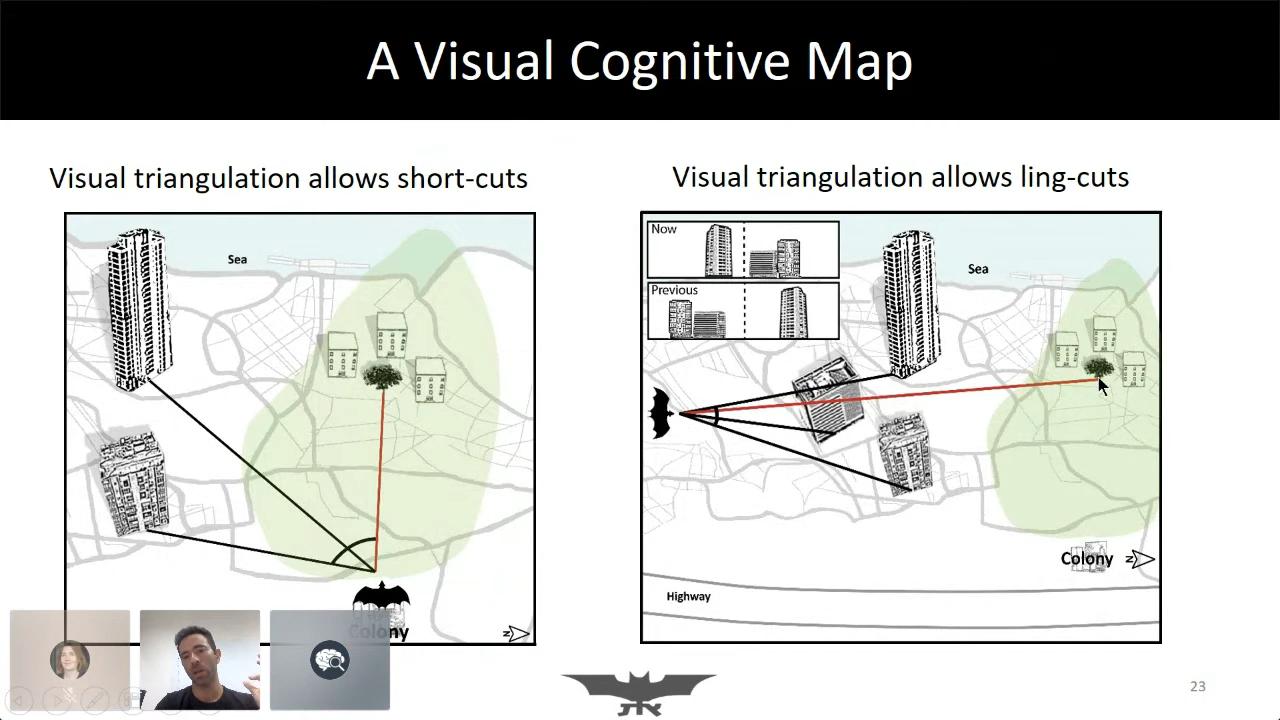 A Visual Cognitive Map
Visual triangulation allows short-cuts
Visual triangulation allows ling-cuts
Sea
Colony
N
Now
Previous
Sea
Colony
N
Highway
23